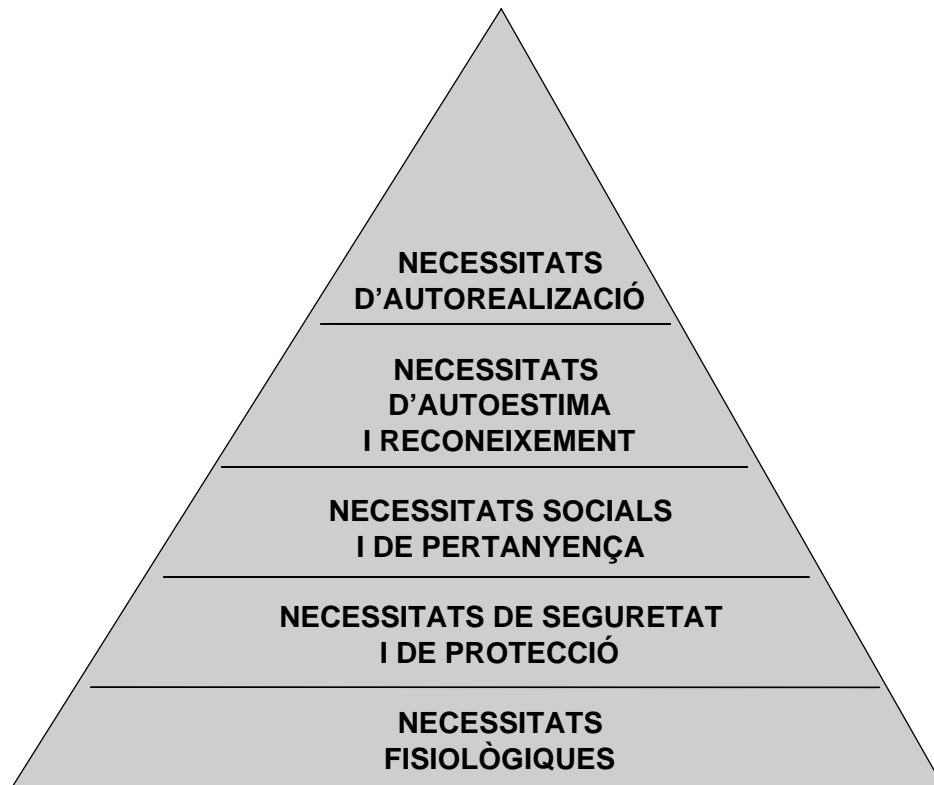 NECESSITATS
D’AUTOREALIZACIÓ
NECESSITATS
D’AUTOESTIMA
I RECONEIXEMENT
NECESSITATS SOCIALS
I DE PERTANYENÇA
NECESSITATS DE SEGURETAT
I DE PROTECCIÓ
NECESSITATS
FISIOLÒGIQUES